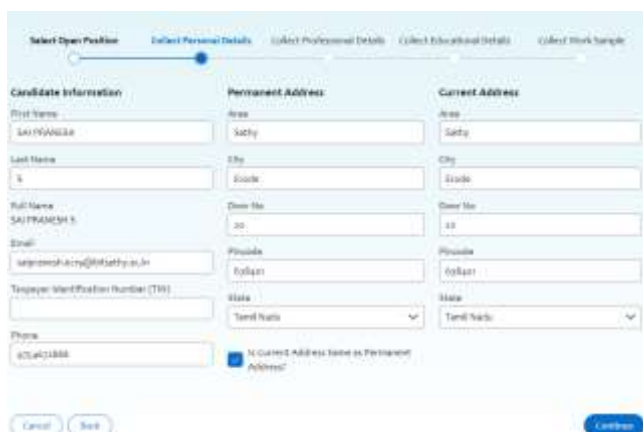 Select Open Position
Collect Personal Details
Collect Professional Details
Collect Educational Details
Collect Work Sample
Candidate Information
First Name
SAI PRANESH
Last Name
S
Full Name
SAI PRANESH S
Email
Taxpayer Identification Number (TIN)
Phone
Permanent Address
Area
Sathy
City
Erode
Door No
Pincode
State
Tamil Nadu
Is Current Address Same as Permanent
Address?
Current Address
Area
Sathy
City
Erode
Door No
Pincode
State
Tamil Nadu
Cancel
Back
Continue